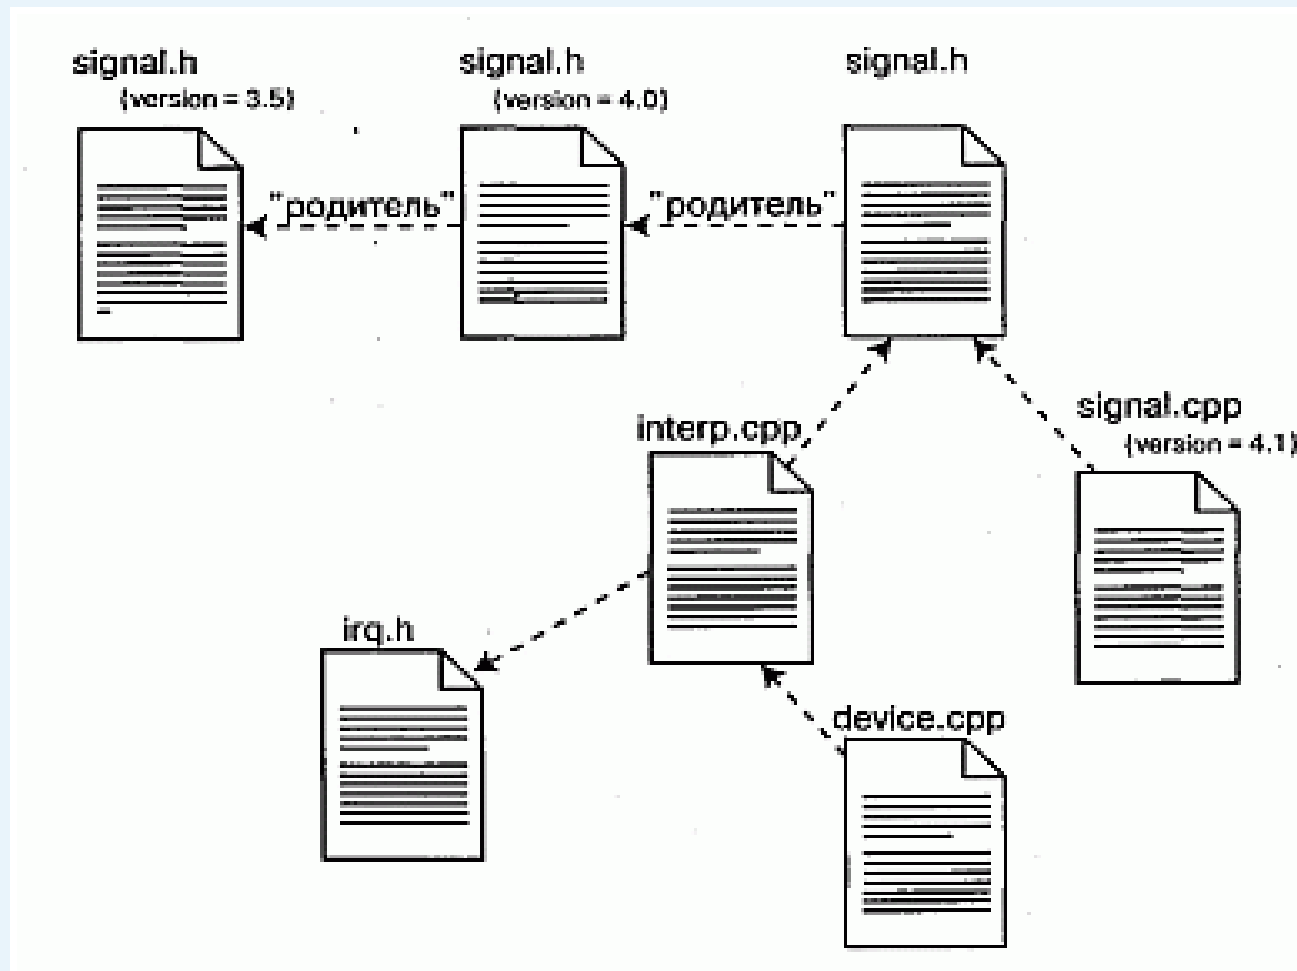 signal.h
(version = 3.5)
signal.h
(version = 4.0)
signal.h
"родитель"
"родитель"
interp.cpp
signal.cpp
(version = 4.1)
irq.h
device.cpp